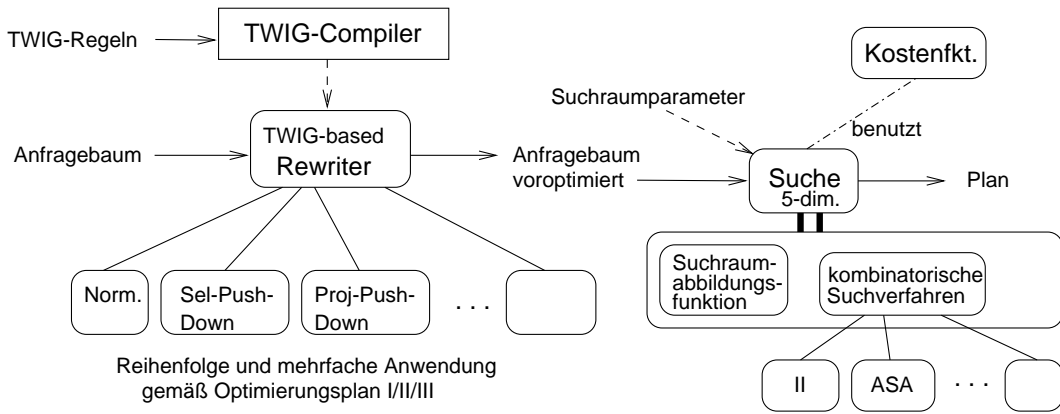 TWIG-Regeln
TWIG-Compiler
Kostenfkt.
Suchraumparameter
benutzt
Anfragebaum
TWIG-based
Rewriter
Anfragebaum
voroptimiert
Suche
5-dim.
Plan
Norm.
Sel-Push-
Down
Proj-Push-
Down
. . .
Suchraum-
abbildungs-
funktion
kombinatorische
Suchverfahren
Reihenfolge und mehrfache Anwendung
gemäß Optimierungsplan I/II/III
II
ASA
. . .